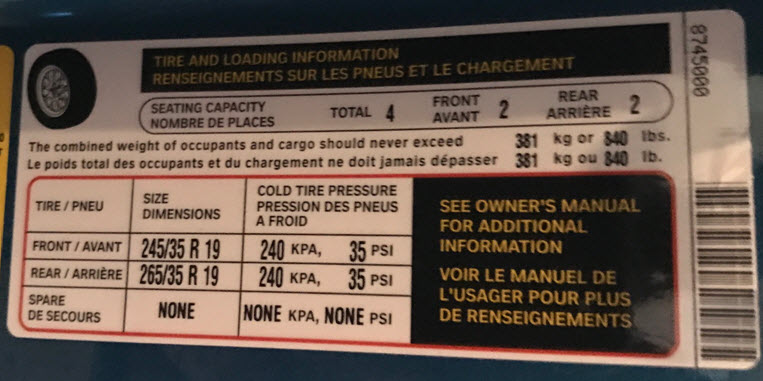 TIRE AND LOADING INFORMATION
RENSEIGNEMENTS SUR LES PNEUS ET LE CHARGEMENT
SEATING CAPACITY
NOMBRE DE PLACES
TOTAL 4
FRONT
AVANT
2
REAR
ARRIÈRE
2
The combined weight of occupants and cargo should never exceed 381 kg or 840 lbs.
Le poids total des occupants et du chargement ne doit jamais dépasser 381 kg ou 840 lb.
TIRE / PNEU
SIZE
DIMENSIONS
COLD TIRE PRESSURE
PRESSION DES PNEUS
A FROID
FRONT / AVANT 245/35 R 19 240 KPA, 35 PSI
REAR / ARRIÈRE 265/35 R 19 240 KPA, 35 PSI
SPARE
DE SECOURS
NONE
NONE KPA, NONE PSI
SEE OWNER'S MANUAL
FOR ADDITIONAL
INFORMATION
VOIR LE MANUEL DE
L'USAGER POUR PLUS
DE RENSEIGNEMENTS
8745000